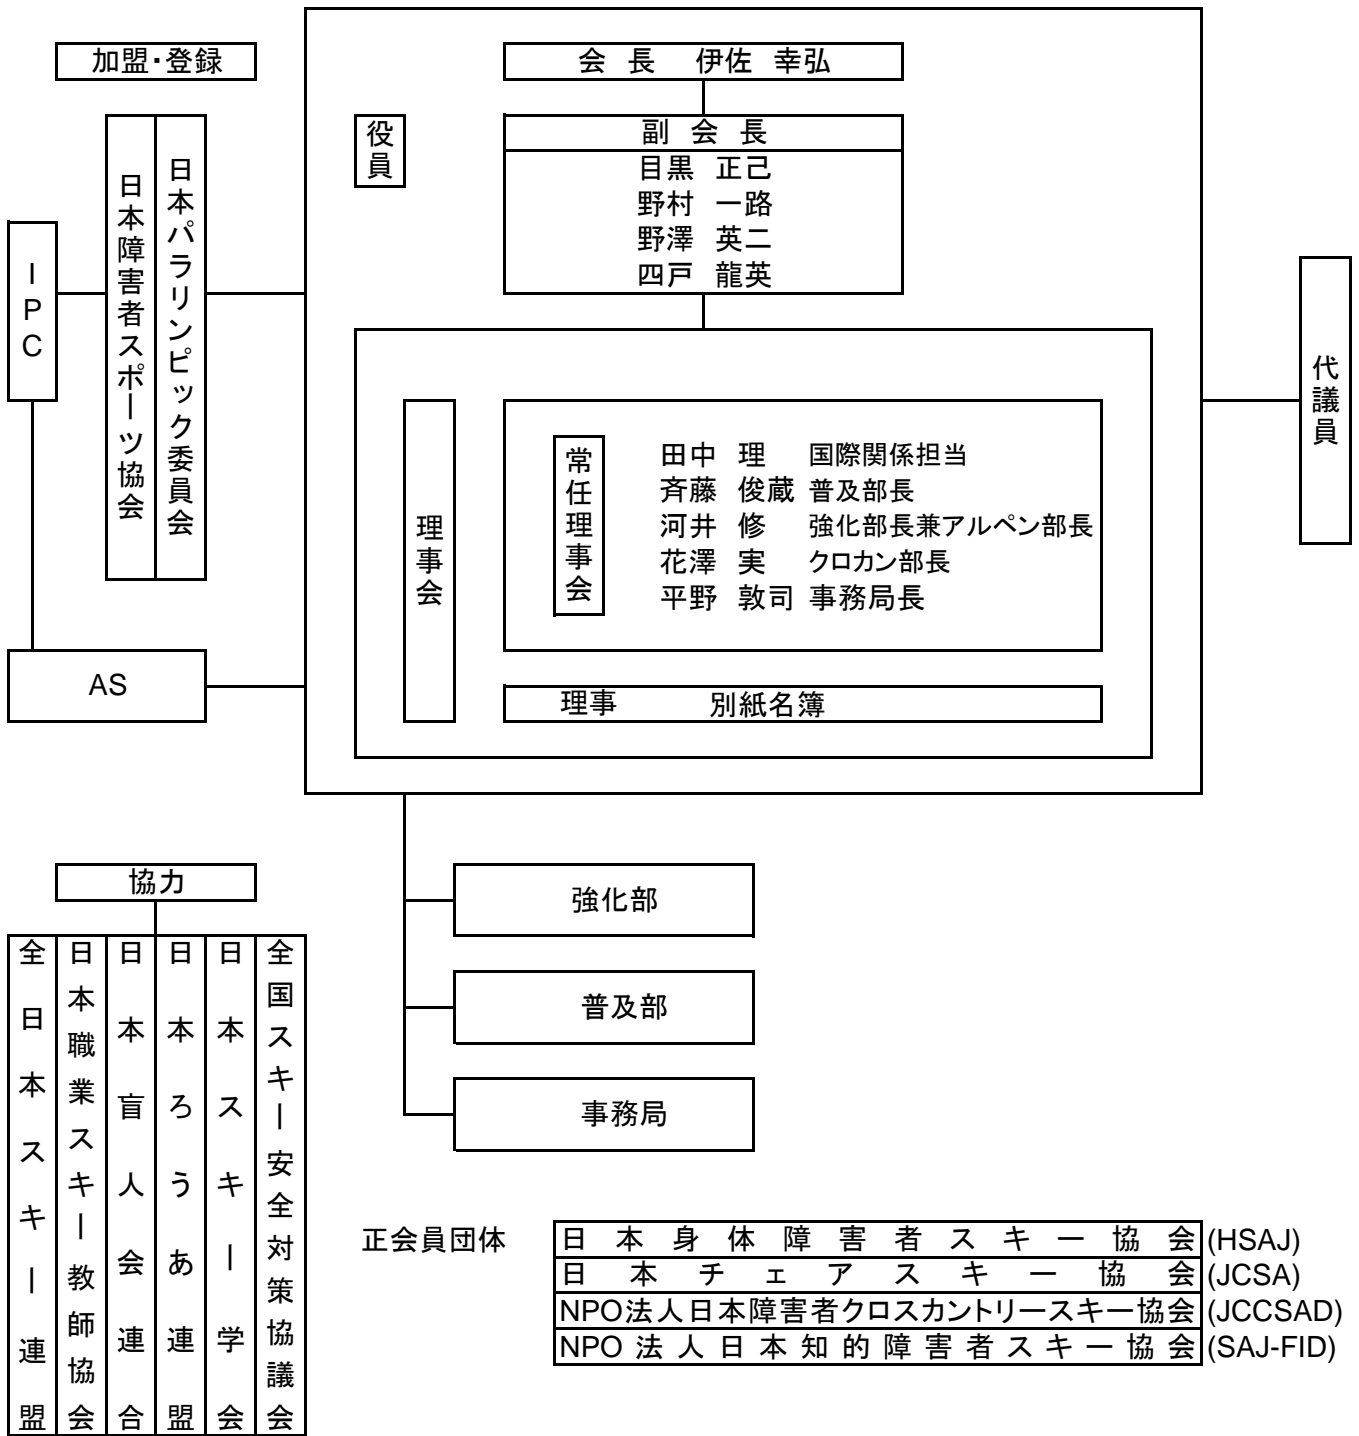 加盟・登録
会 長 伊佐 幸弘
役員
副 会 長
目黒 正己
野村 一路
野澤 英二
四戸 龍英
IPC
日本障害者スポーツ協会
日本パラリンピック委員会
代議員
理事会
常任理事会
田中 理 国際関係担当
斉藤 俊蔵 普及部長
河井 修 強化部長兼アルペン部長
花澤 実 クロカン部長
平野 敦司 事務局長
AS
理事 別紙名簿
協力
全日本スキー連盟
日本職業スキー教師協会
日本盲人会連合
日本ろうあ連盟
日本スキー学会
全国スキー安全対策協議会
強化部
普及部
事務局
正会員団体
日本身体障害者スキー協会(HSAJ)
日本チェアスキー協会(JCSA)
NPO法人日本障害者クロスカントリースキー協会(JCCSAD)
NPO法人日本知的障害者スキー協会(SAJ-FID)